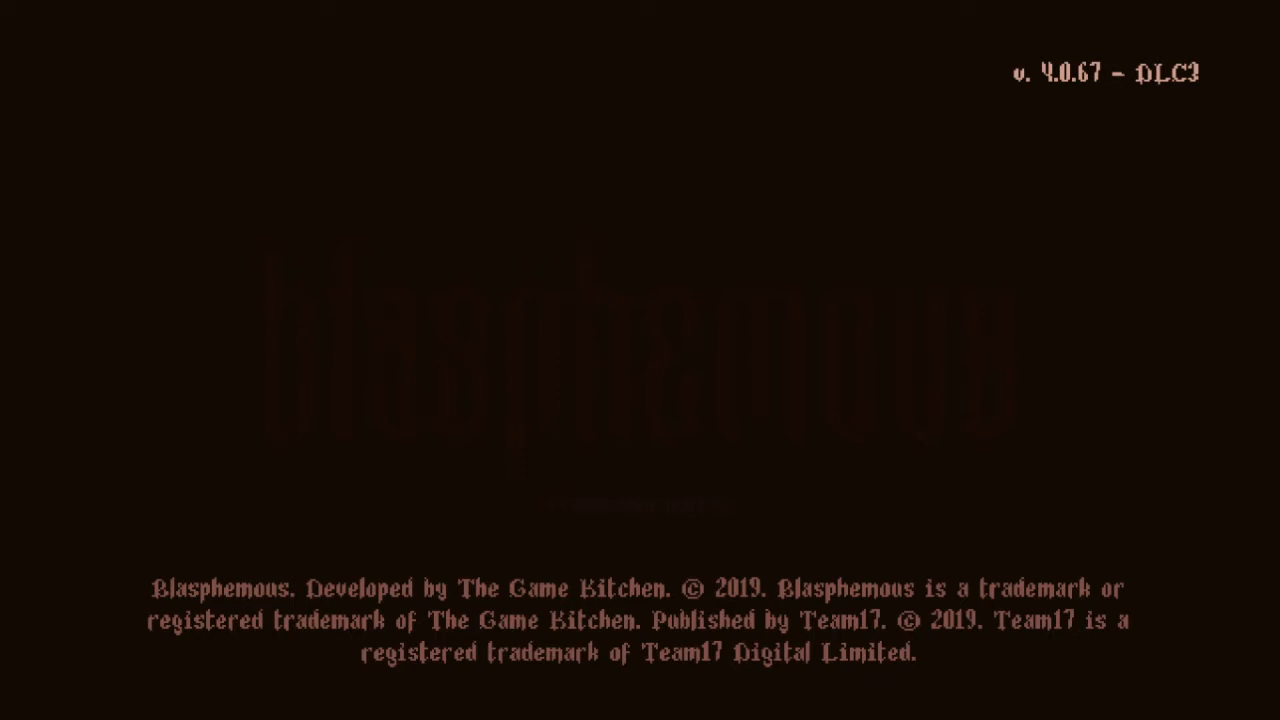 v. 4.0.67 - DLC3
blasphemous
Blasphemous. Developed by The Game Kitchen. © 2019. Blasphemous is a trademark or
registered trademark of The Game Kitchen. Published by Team17. © 2019. Team17 is a
registered trademark of Team17 Digital Limited.